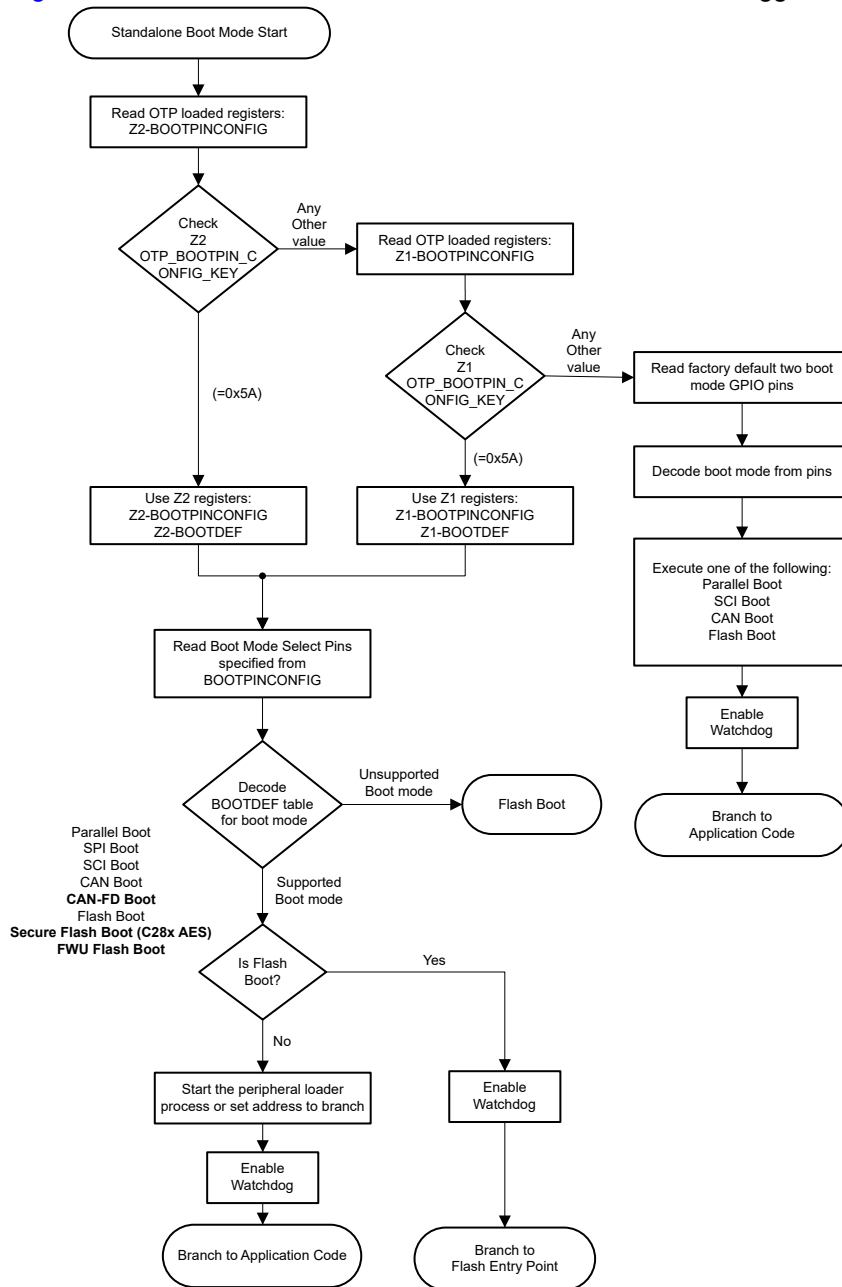 Standalone Boot Mode Start
Read OTP loaded registers:
Z2-BOOTPINCONFIG
Check
Z2
OTP_BOOTPIN_C
ONFIG_KEY
Any
Other
value
Read OTP loaded registers:
Z1-BOOTPINCONFIG
Check
Z1
OTP_BOOTPIN_C
ONFIG_KEY
Any
Other
value
Read factory default two boot
mode GPIO pins
(=0x5A)
(=0x5A)
Decode boot mode from pins
Use Z2 registers:
Z2-BOOTPINCONFIG
Z2-BOOTDEF
Use Z1 registers:
Z1-BOOTPINCONFIG
Z1-BOOTDEF
Execute one of the following:
Parallel Boot
SCI Boot
CAN Boot
Flash Boot
Read Boot Mode Select Pins
specified from
BOOTPINCONFIG
Enable
Watchdog
Decode
BOOTDEF table
for boot mode
Unsupported
Boot mode
Flash Boot
Branch to
Application Code
Parallel Boot
SPI Boot
SCI Boot
CAN Boot
CAN-FD Boot
Flash Boot
Secure Flash Boot (C28x AES)
FWU Flash Boot
Supported
Boot mode
Is Flash
Boot?
Yes
No
Start the peripheral loader
process or set address to branch
Enable
Watchdog
Enable
Watchdog
Branch to Application Code
Branch to
Flash Entry Point